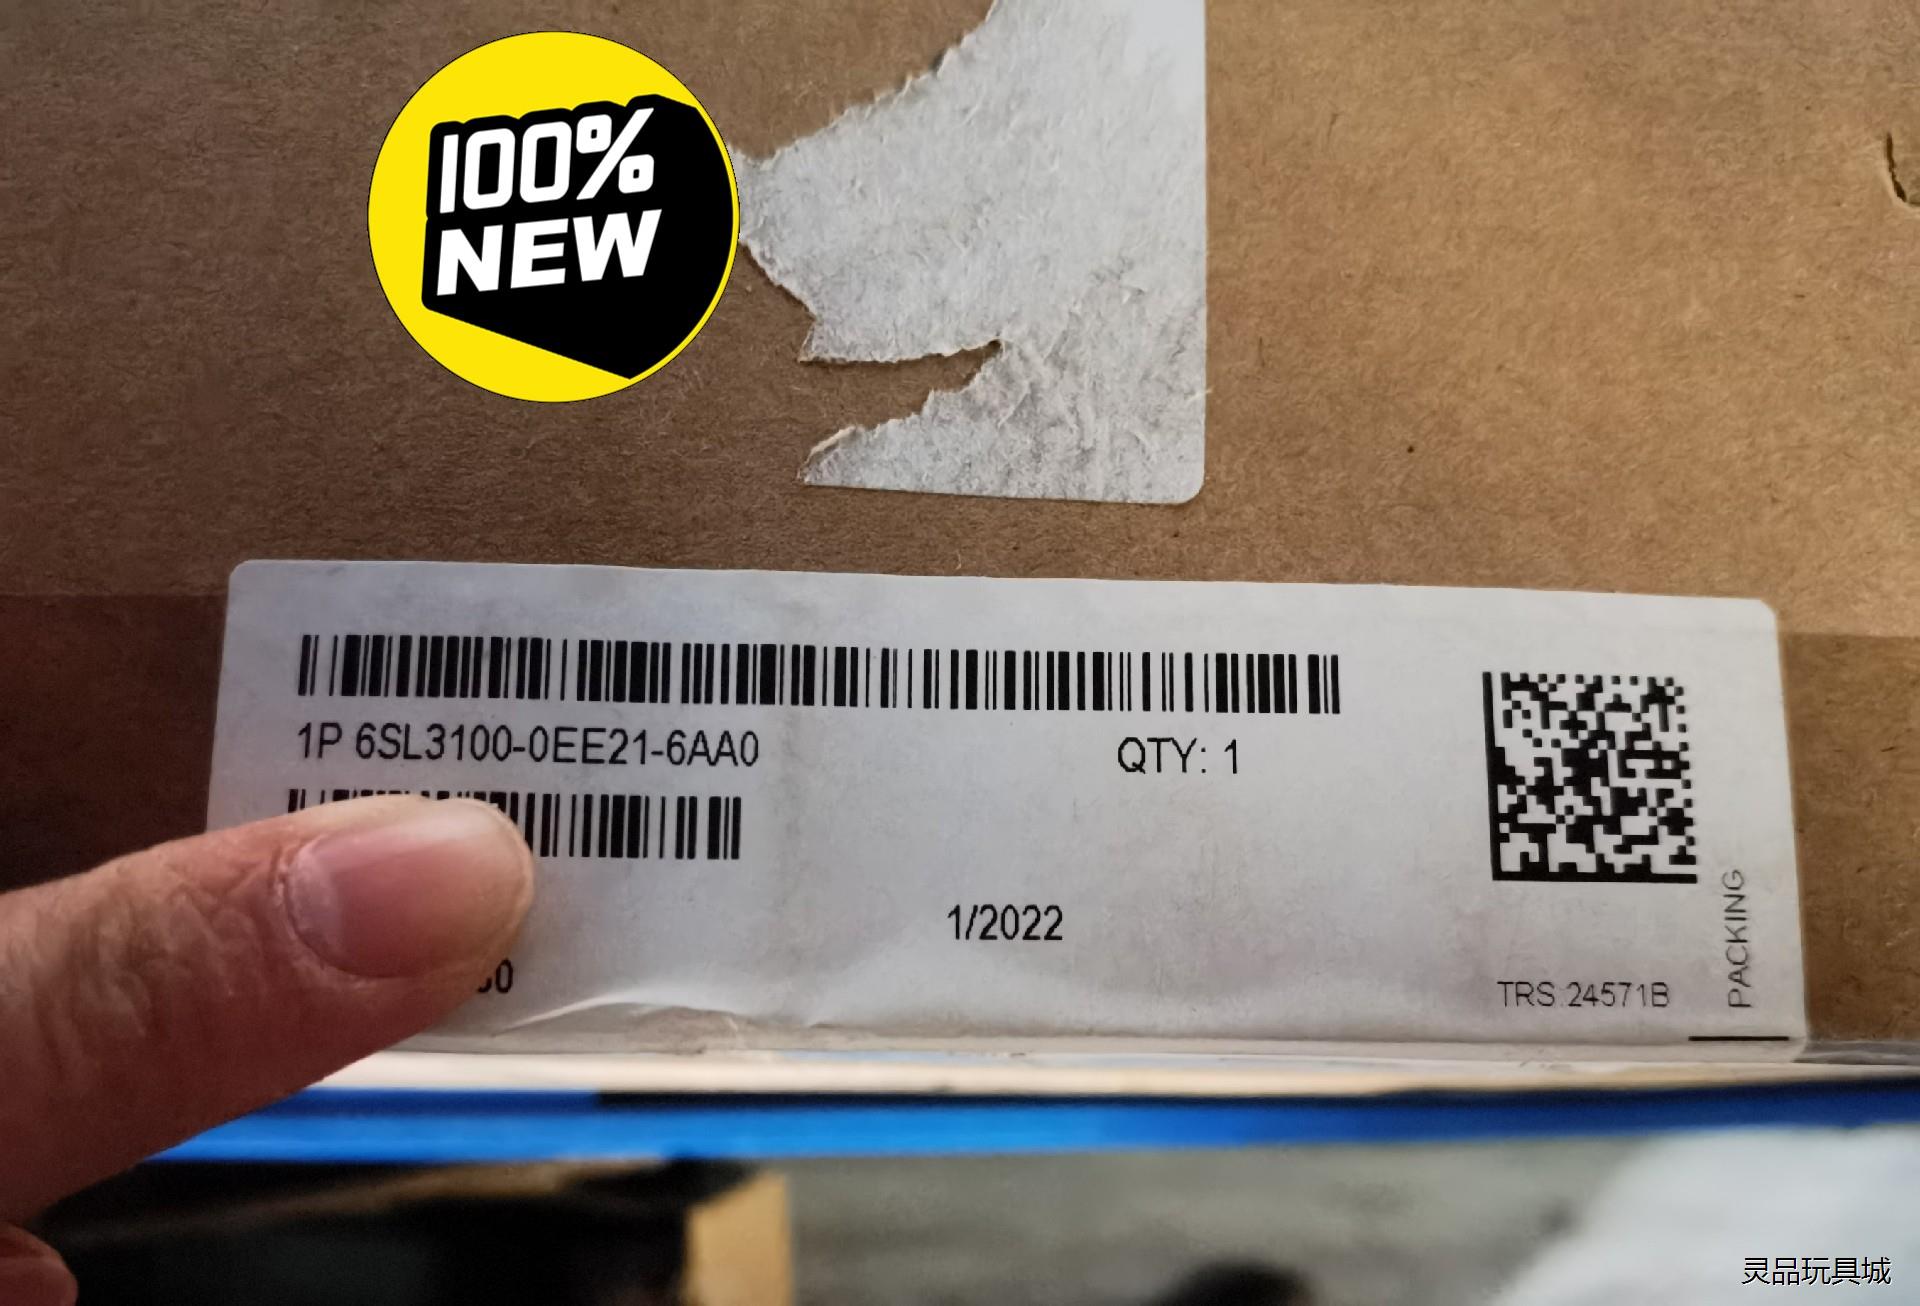 100%
NEW
1P 6SL3100-0EE21-6AA0
QTY: 1
1/2022
TRS:24571B
PACKING
灵品玩具城